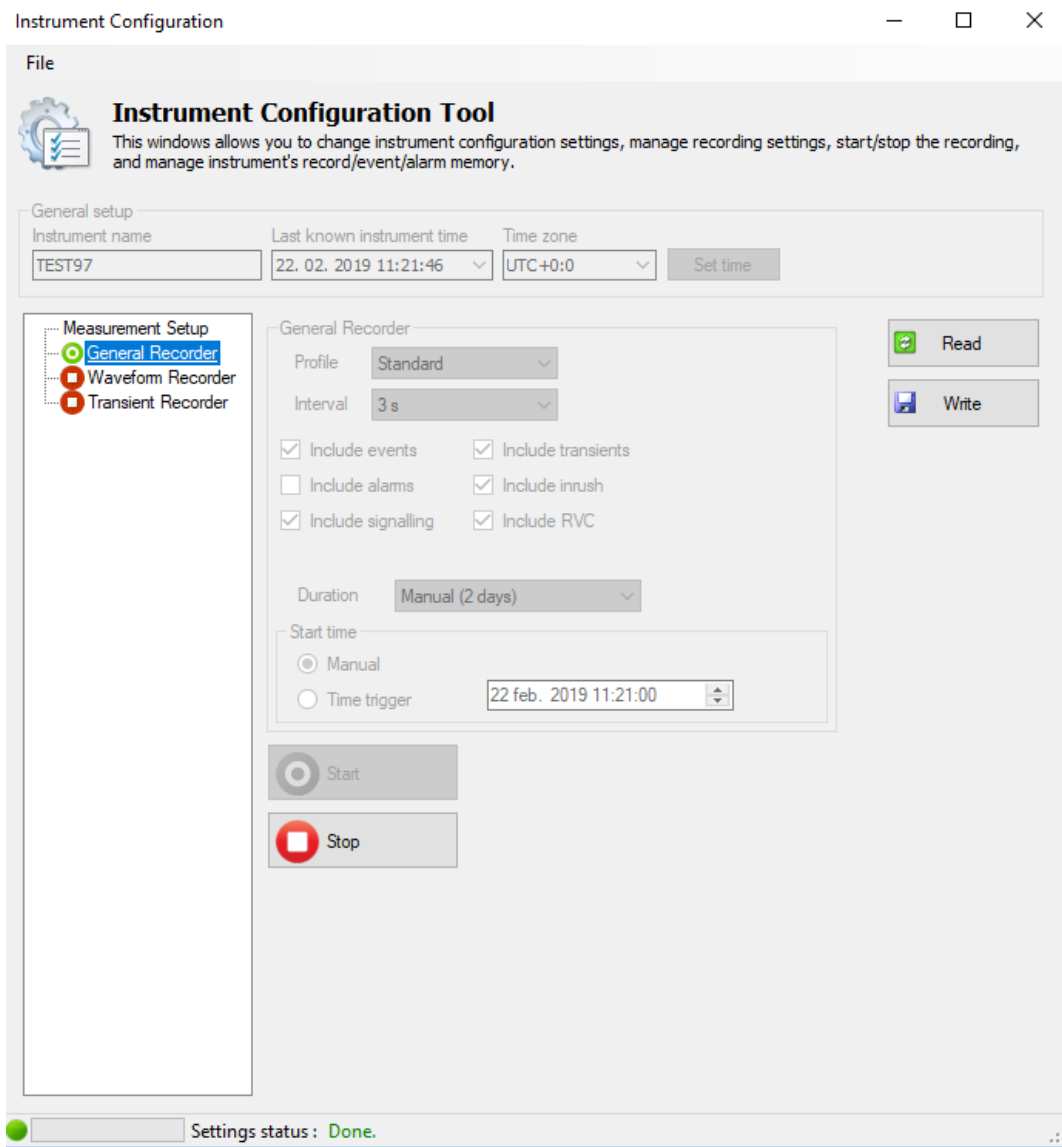 Instrument Configuration
File
Instrument Configuration Tool
This windows allows you to change instrument configuration settings, manage recording settings, start/stop the recording,
and manage instrument's record/event/alarm memory.
General setup
Instrument name Last known instrument time Time zone
TEST97 22. 02. 2019 11:21:46 UTC+0:0 Set time
Measurement Setup
General Recorder
Waveform Recorder
Transient Recorder
General Recorder
Profile Standard
Interval 3 s
Include events Include transients
Include alarms Include inrush
Include signalling Include RVC
Duration Manual (2 days)
Start time
Manual
Time trigger 22 feb. 2019 11:21:00
Start
Stop
Read
Write
Settings status : Done.